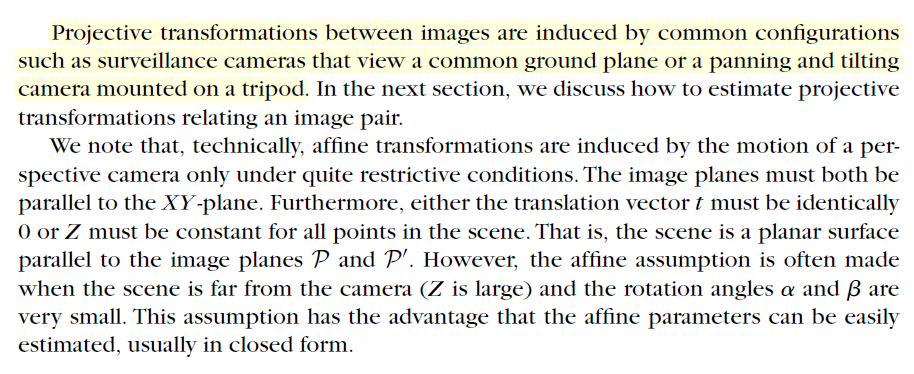 Projective transformations between images are induced by common configurations
such as surveillance cameras that view a common ground plane or a panning and tilting
camera mounted on a tripod. In the next section, we discuss how to estimate projective
transformations relating an image pair.
We note that, technically, affine transformations are induced by the motion of a per-
spective camera only under quite restrictive conditions. The image planes must both be
parallel to the XY-plane. Furthermore, either the translation vector t must be identically
0 or Z must be constant for all points in the scene. That is, the scene is a planar surface
parallel to the image planes 𝒫 and 𝒫′. However, the affine assumption is often made
when the scene is far from the camera (Z is large) and the rotation angles α and β are
very small. This assumption has the advantage that the affine parameters can be easily
estimated, usually in closed form.